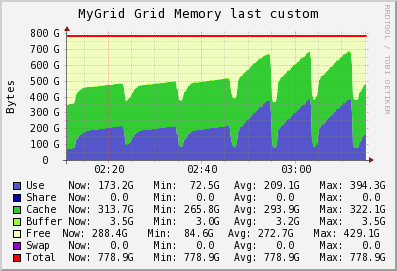 MyGrid Grid Memory last custom
RRDTOOL / TOBI OETIKER
Bytes
800 G
700 G
600 G
500 G
400 G
300 G
200 G
100 G
0
02:20 02:40 03:00
Use Now: 173.2G Min: 72.5G Avg: 209.1G Max: 394.3G
Share Now: 0.0 Min: 0.0 Avg: 0.0 Max: 0.0
Cache Now: 313.7G Min: 265.8G Avg: 293.9G Max: 322.1G
Buffer Now: 3.5G Min: 3.0G Avg: 3.2G Max: 3.5G
Free Now: 288.4G Min: 84.6G Avg: 272.7G Max: 429.1G
Swap Now: 0.0 Min: 0.0 Avg: 0.0 Max: 0.0
Total Now: 778.9G Min: 778.9G Avg: 778.9G Max: 778.9G